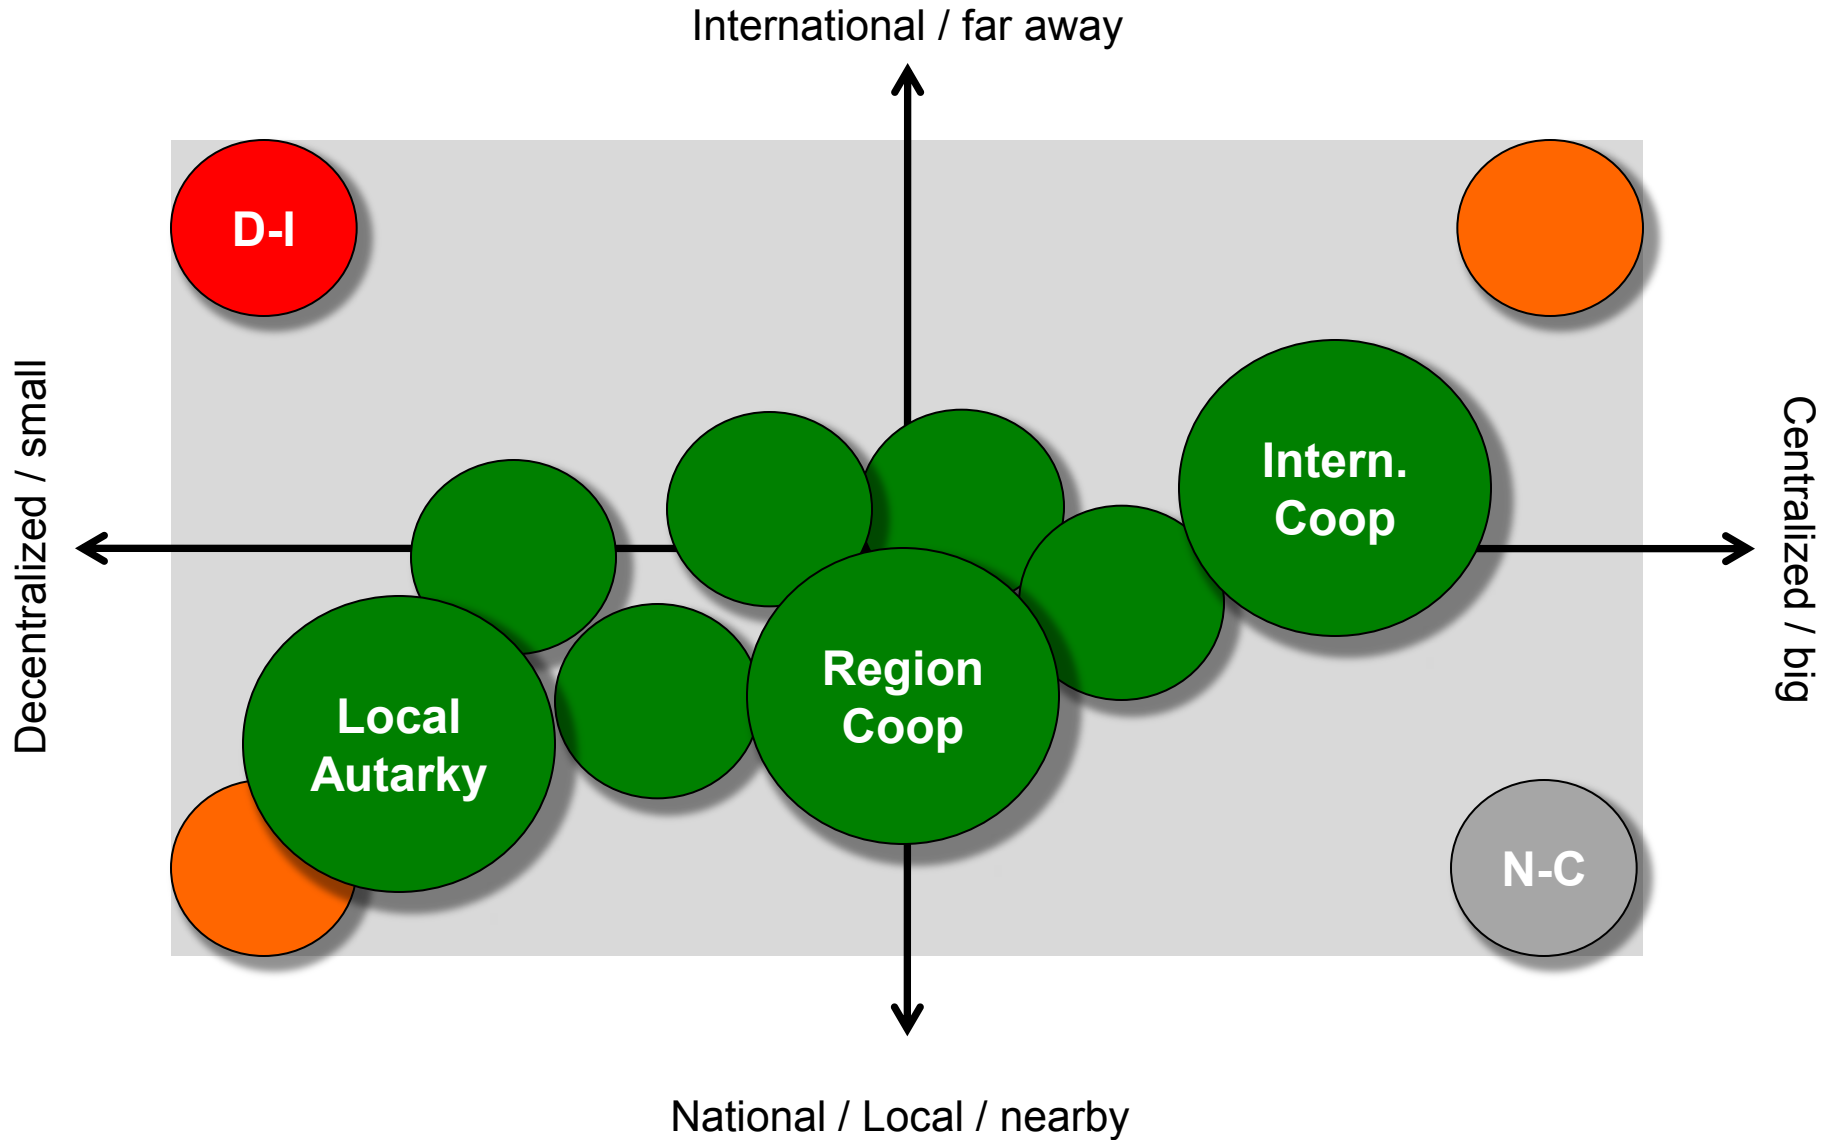 International / far away
D-I
Decentralized / small
Centralized / big
Intern.
Coop
Region
Coop
Local
Autarky
N-C
National / Local / nearby